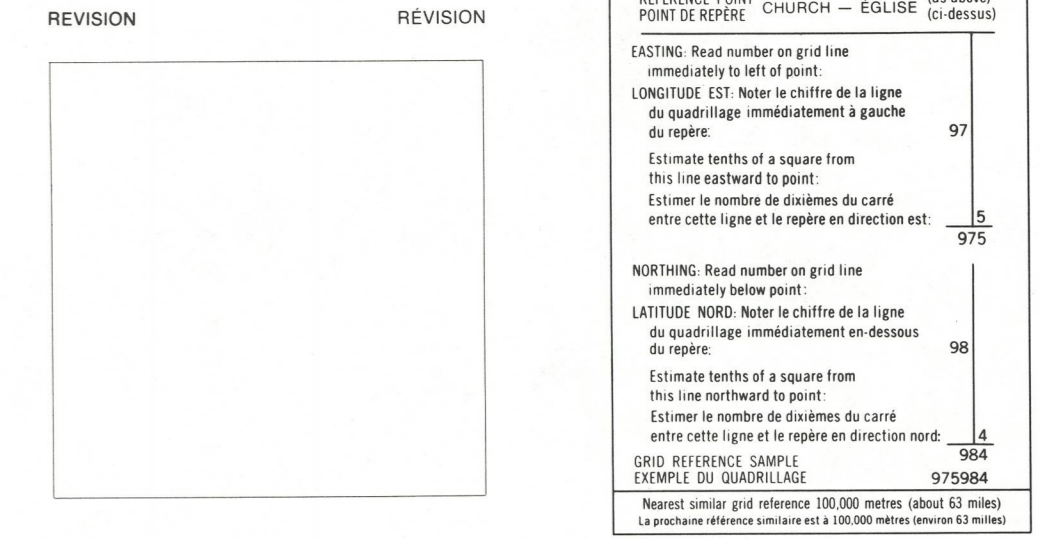 REVISION RÉVISION
REFERENCE POINT
POINT DE REPÈRE CHURCH — ÉGLISE (as above)
(ci-dessus)
EASTING: Read number on grid line
immediately to left of point:
LONGITUDE EST: Noter le chiffre de la ligne
du quadrillage immédiatement à gauche
du repère: 97
Estimate tenths of a square from
this line eastward to point:
Estimer le nombre de dixièmes du carré
entre cette ligne et le repère en direction est: 5
975
NORTHING: Read number on grid line
immediately below point:
LATITUDE NORD: Noter le chiffre de la ligne
du quadrillage immédiatement en-dessous
du repère: 98
Estimate tenths of a square from
this line northward to point:
Estimer le nombre de dixièmes du carré
entre cette ligne et le repère en direction nord: 4
984
GRID REFERENCE SAMPLE
EXEMPLE DU QUADRILLAGE 975984
Nearest similar grid reference 100,000 metres (about 63 miles)
La prochaine référence similaire est à 100,000 mètres (environ 63 milles)